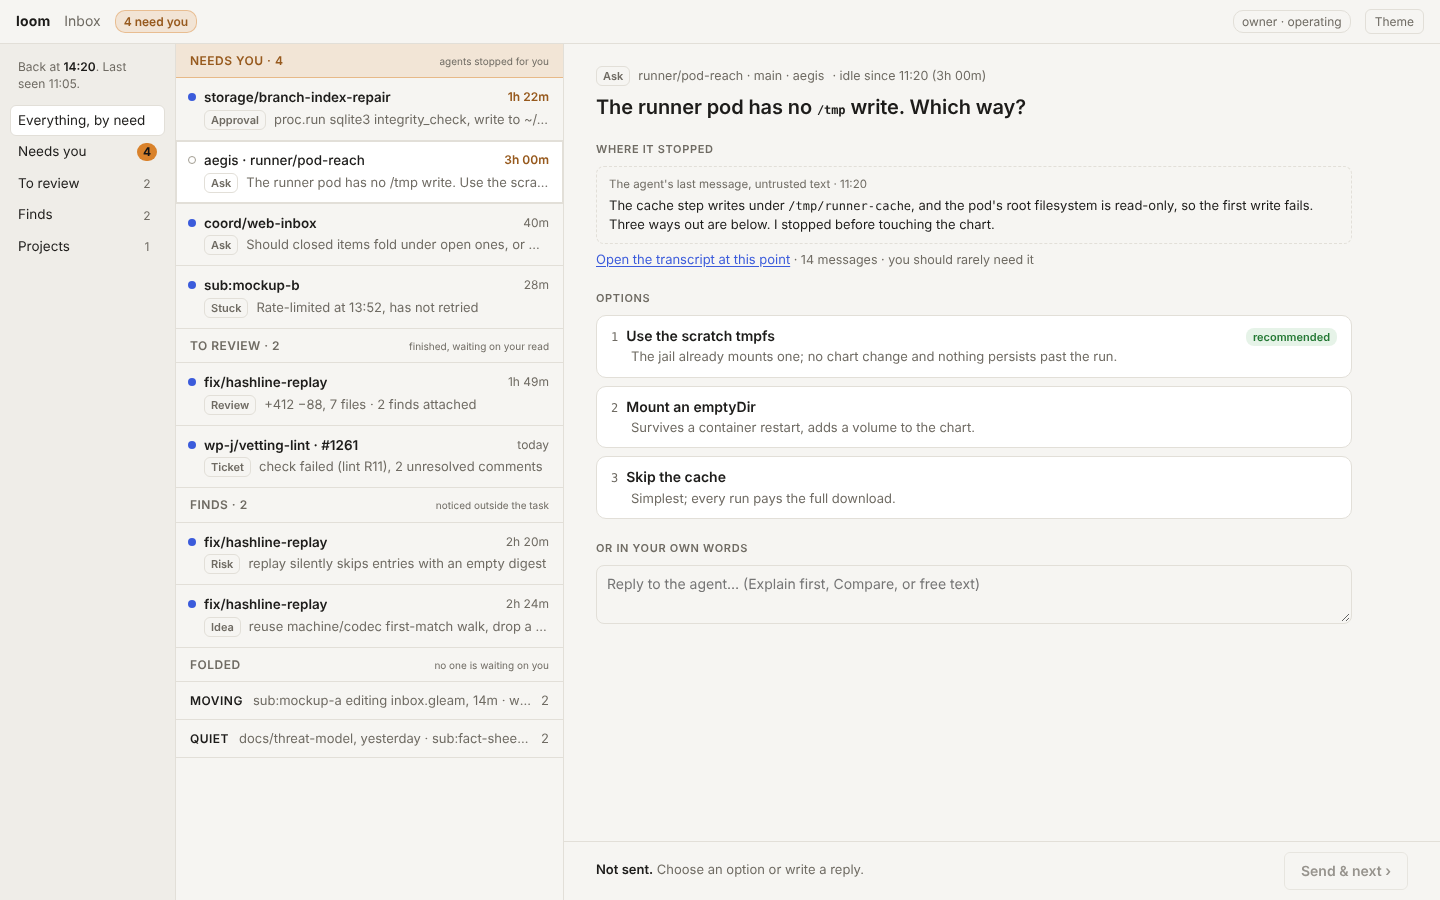 loom Inbox 4 need you
owner · operating Theme
Back at 14:20. Last
seen 11:05.
Everything, by need
Needs you 4
To review 2
Finds 2
Projects 1
NEEDS YOU · 4 agents stopped for you
storage/branch-index-repair 1h 22m
Approval proc.run sqlite3 integrity_check, write to ~/...
aegis · runner/pod-reach 3h 00m
Ask The runner pod has no /tmp write. Use the scra...
coord/web-inbox 40m
Ask Should closed items fold under open ones, or ...
sub:mockup-b 28m
Stuck Rate-limited at 13:52, has not retried
TO REVIEW · 2 finished, waiting on your read
fix/hashline-replay 1h 49m
Review +412 −88, 7 files · 2 finds attached
wp-j/vetting-lint · #1261 today
Ticket check failed (lint R11), 2 unresolved comments
FINDS · 2 noticed outside the task
fix/hashline-replay 2h 20m
Risk replay silently skips entries with an empty digest
fix/hashline-replay 2h 24m
Idea reuse machine/codec first-match walk, drop a ...
FOLDED no one is waiting on you
MOVING sub:mockup-a editing inbox.gleam, 14m · w... 2
QUIET docs/threat-model, yesterday · sub:fact-shee... 2
Ask runner/pod-reach · main · aegis · idle since 11:20 (3h 00m)
The runner pod has no /tmp write. Which way?
WHERE IT STOPPED
The agent's last message, untrusted text · 11:20
The cache step writes under /tmp/runner-cache, and the pod's root filesystem is read-only, so the first write fails.
Three ways out are below. I stopped before touching the chart.
Open the transcript at this point · 14 messages · you should rarely need it
OPTIONS
1 Use the scratch tmpfs recommended
The jail already mounts one; no chart change and nothing persists past the run.
2 Mount an emptyDir
Survives a container restart, adds a volume to the chart.
3 Skip the cache
Simplest; every run pays the full download.
OR IN YOUR OWN WORDS
Reply to the agent... (Explain first, Compare, or free text)
Not sent. Choose an option or write a reply.
Send & next ›